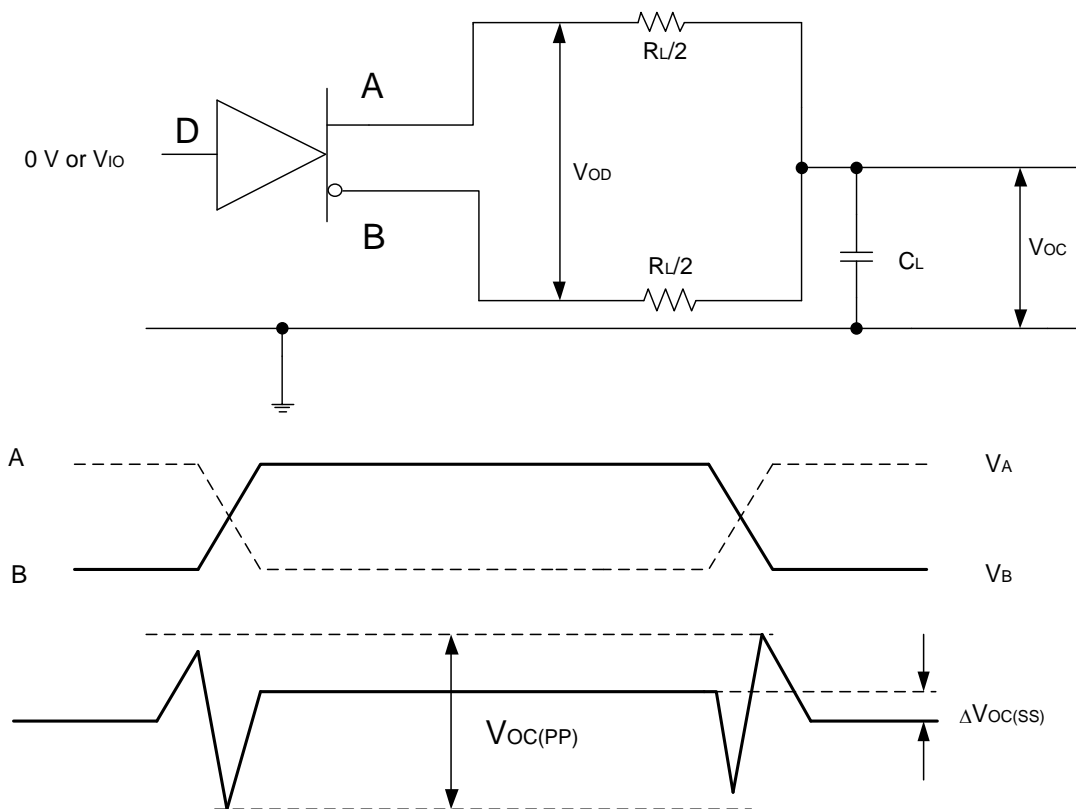 RL/2
A
D
0 V or VIO
VOD
B
CL
VOC
RL/2
A
VA
B
VB
VOC(PP)
ΔVOC(SS)